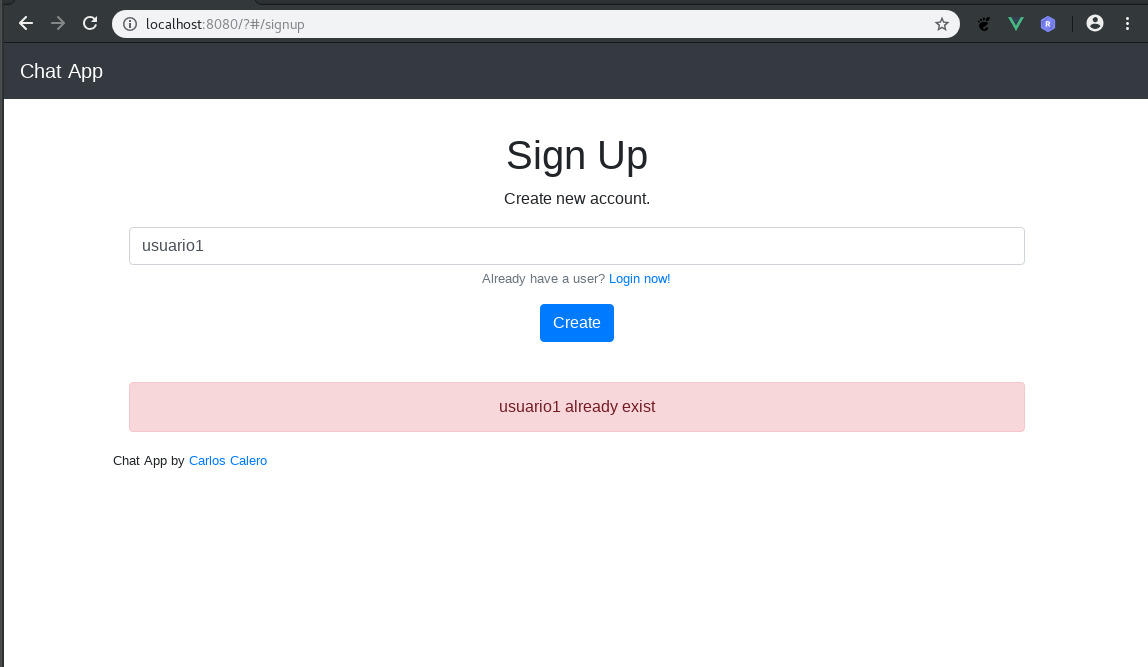 localhost:8080/?#/signup
R
Chat App
Sign Up
Create new account.
usuario1
Already have a user? Login now!
Create
usuario1 already exist
Chat App by Carlos Calero